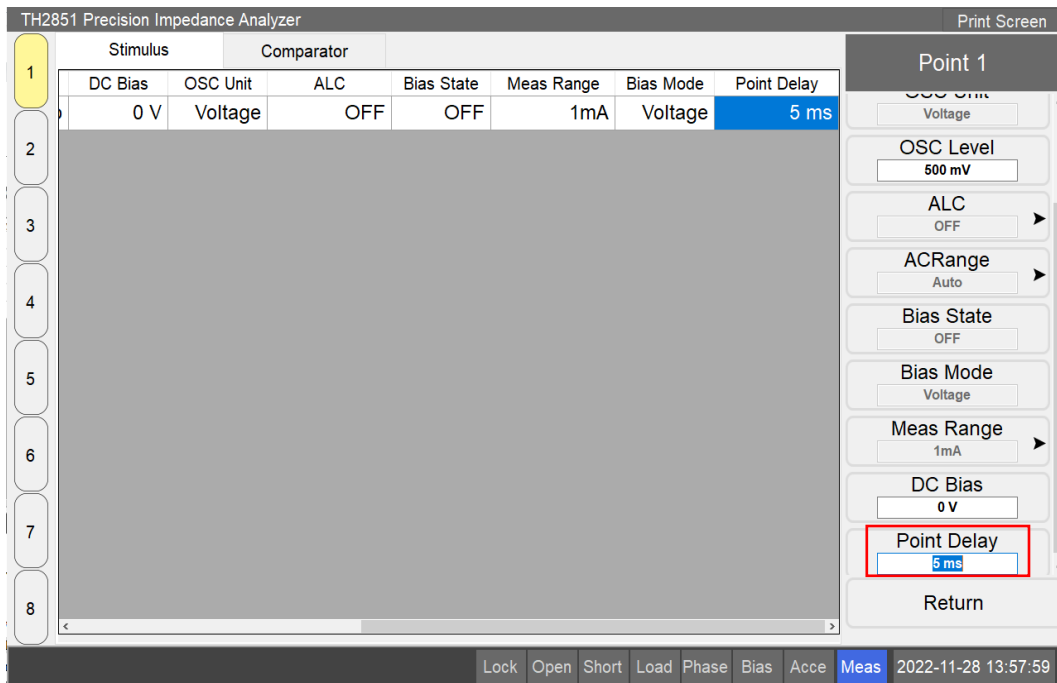 TH2851 Precision Impedance Analyzer
Print Screen
1
2
3
4
5
6
7
8
Stimulus
Comparator
DC Bias OSC Unit ALC Bias State Meas Range Bias Mode Point Delay
0 V Voltage OFF OFF 1mA Voltage 5 ms
Point 1
OSC Unit
Voltage
OSC Level
500 mV
ALC
OFF
ACRange
Auto
Bias State
OFF
Bias Mode
Voltage
Meas Range
1mA
DC Bias
0 V
Point Delay
5 ms
Return
Lock Open Short Load Phase Bias Acce Meas 2022-11-28 13:57:59